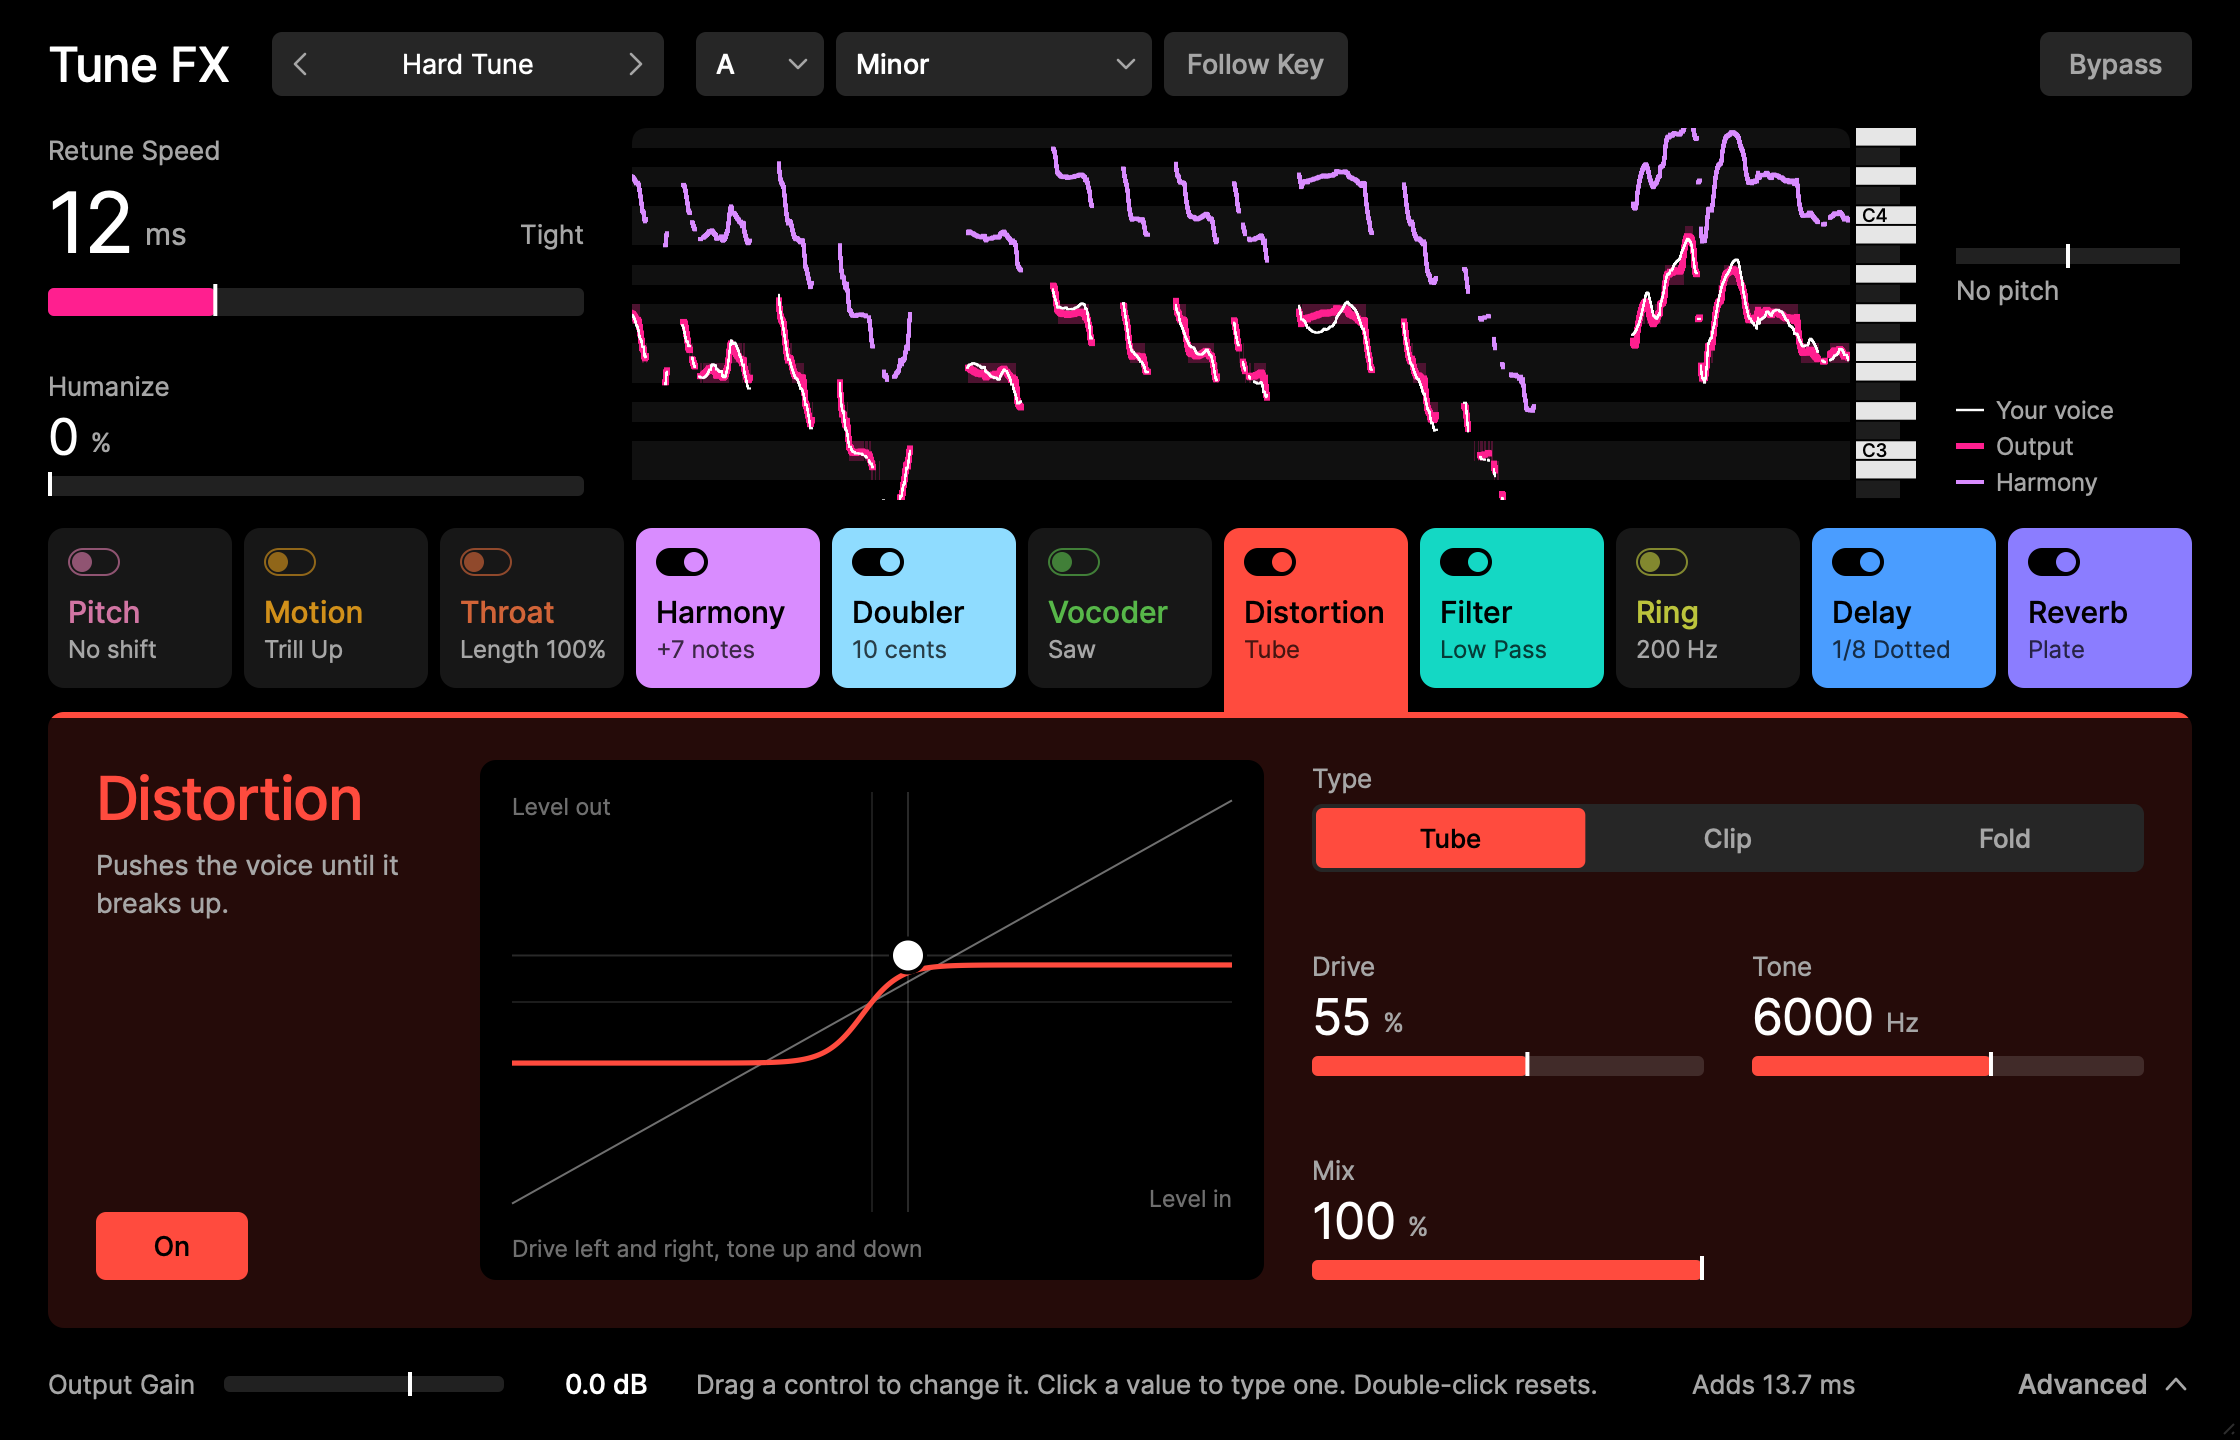 Tune FX
Hard Tune
A
Minor
Follow Key
Bypass
Retune Speed
12 ms
Tight
Humanize
0 %
C4
C3
No pitch
Your voice
Output
Harmony
Pitch
No shift
Motion
Trill Up
Throat
Length 100%
Harmony
+7 notes
Doubler
10 cents
Vocoder
Saw
Distortion
Tube
Filter
Low Pass
Ring
200 Hz
Delay
1/8 Dotted
Reverb
Plate
Distortion
Pushes the voice until it
breaks up.
On
Level out
Level in
Drive left and right, tone up and down
Type
Tube
Clip
Fold
Drive
55 %
Tone
6000 Hz
Mix
100 %
Output Gain
0.0 dB
Drag a control to change it. Click a value to type one. Double-click resets.
Adds 13.7 ms
Advanced